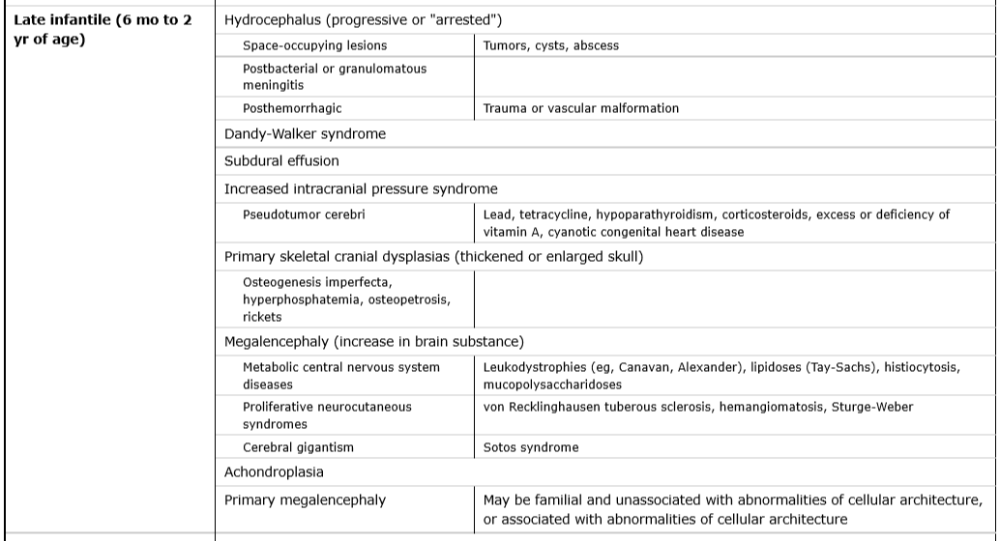 Late infantile (6 mo to 2
yr of age)
Hydrocephalus (progressive or "arrested")
Space-occupying lesions
Tumors, cysts, abscess
Postbacterial or granulomatous
meningitis
Posthemorrhagic
Trauma or vascular malformation
Dandy-Walker syndrome
Subdural effusion
Increased intracranial pressure syndrome
Pseudotumor cerebri
Lead, tetracycline, hypoparathyroidism, corticosteroids, excess or deficiency of
vitamin A, cyanotic congenital heart disease
Primary skeletal cranial dysplasias (thickened or enlarged skull)
Osteogenesis imperfecta,
hyperphosphatemia, osteopetrosis,
rickets
Megalencephaly (increase in brain substance)
Metabolic central nervous system
diseases
Leukodystrophies (eg, Canavan, Alexander), lipidoses (Tay-Sachs), histiocytosis,
mucopolysaccharidoses
Proliferative neurocutaneous
syndromes
von Recklinghausen tuberous sclerosis, hemangiomatosis, Sturge-Weber
Cerebral gigantism
Sotos syndrome
Achondroplasia
Primary megalencephaly
May be familial and unassociated with abnormalities of cellular architecture,
or associated with abnormalities of cellular architecture